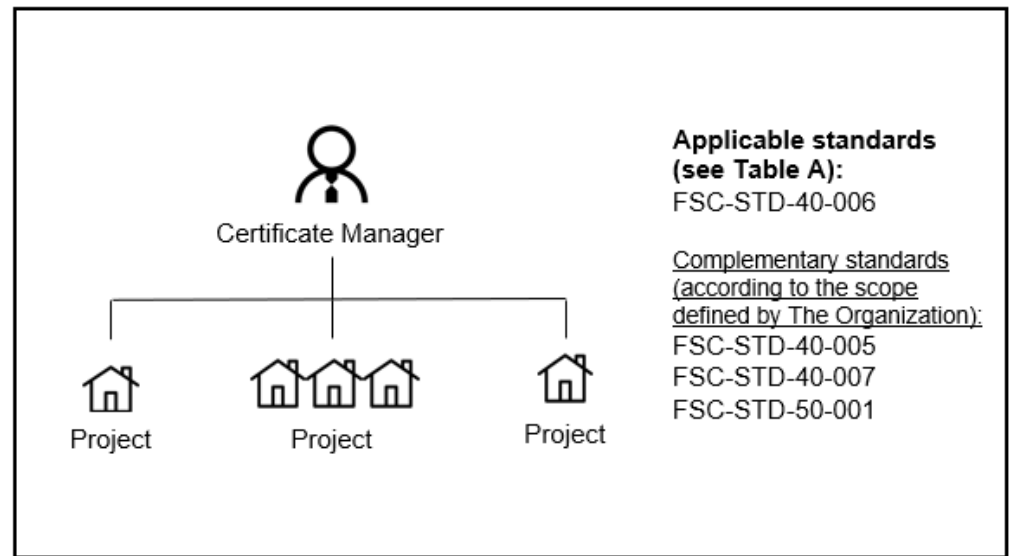 Certificate Manager
Project
Project
Project
Applicable standards
(see Table A):
FSC-STD-40-006
Complementary standards
(according to the scope
defined by The Organization):
FSC-STD-40-005
FSC-STD-40-007
FSC-STD-50-001